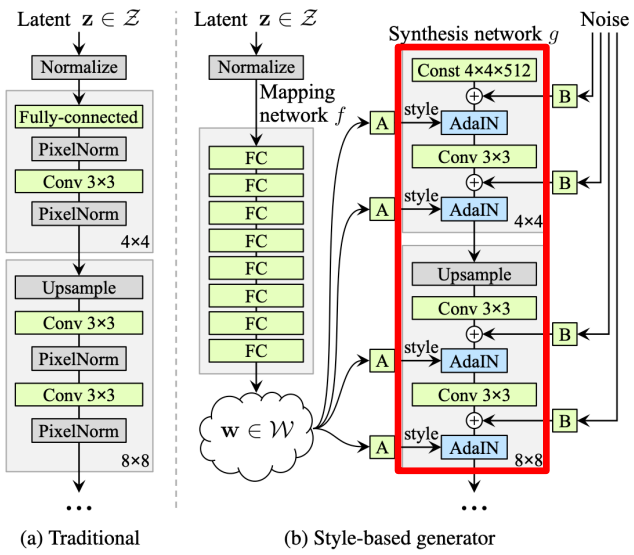 Latent z ∈ Z
Normalize
Fully-connected
PixelNorm
Conv 3×3
PixelNorm
4×4
Upsample
Conv 3×3
PixelNorm
Conv 3×3
PixelNorm
8×8
...
(a) Traditional
Latent z ∈ Z
Normalize
Mapping
network f
FC
FC
FC
FC
FC
FC
FC
FC
w ∈ W
A
style
A
style
A
style
A
style
Synthesis network g
Const 4×4×512
AdaIN
Conv 3×3
AdaIN
4×4
Upsample
Conv 3×3
AdaIN
Conv 3×3
AdaIN
8×8
...
Noise
B
B
B
B
(b) Style-based generator